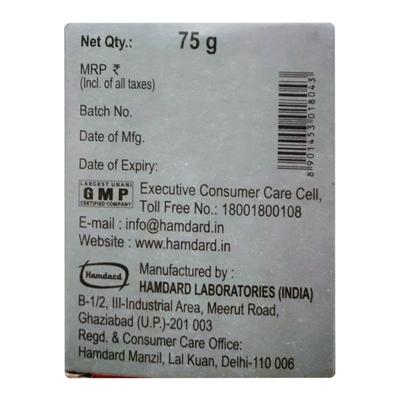 Net Qty.: 75 g
MRP ₹
(Incl. of all taxes)
Batch No.
Date of Mfg.
Date of Expiry:
8901453018043
LARGEST UNANI
GMP
CERTIFIED COMPANY
Executive Consumer Care Cell,
Toll Free No.: 18001800108
E-mail : info@hamdard.in
Website : www.hamdard.in
Hamdard
Manufactured by :
HAMDARD LABORATORIES (INDIA)
B-1/2, III-Industrial Area, Meerut Road,
Ghaziabad (U.P.)-201 003
Regd. & Consumer Care Office:
Hamdard Manzil, Lal Kuan, Delhi-110 006